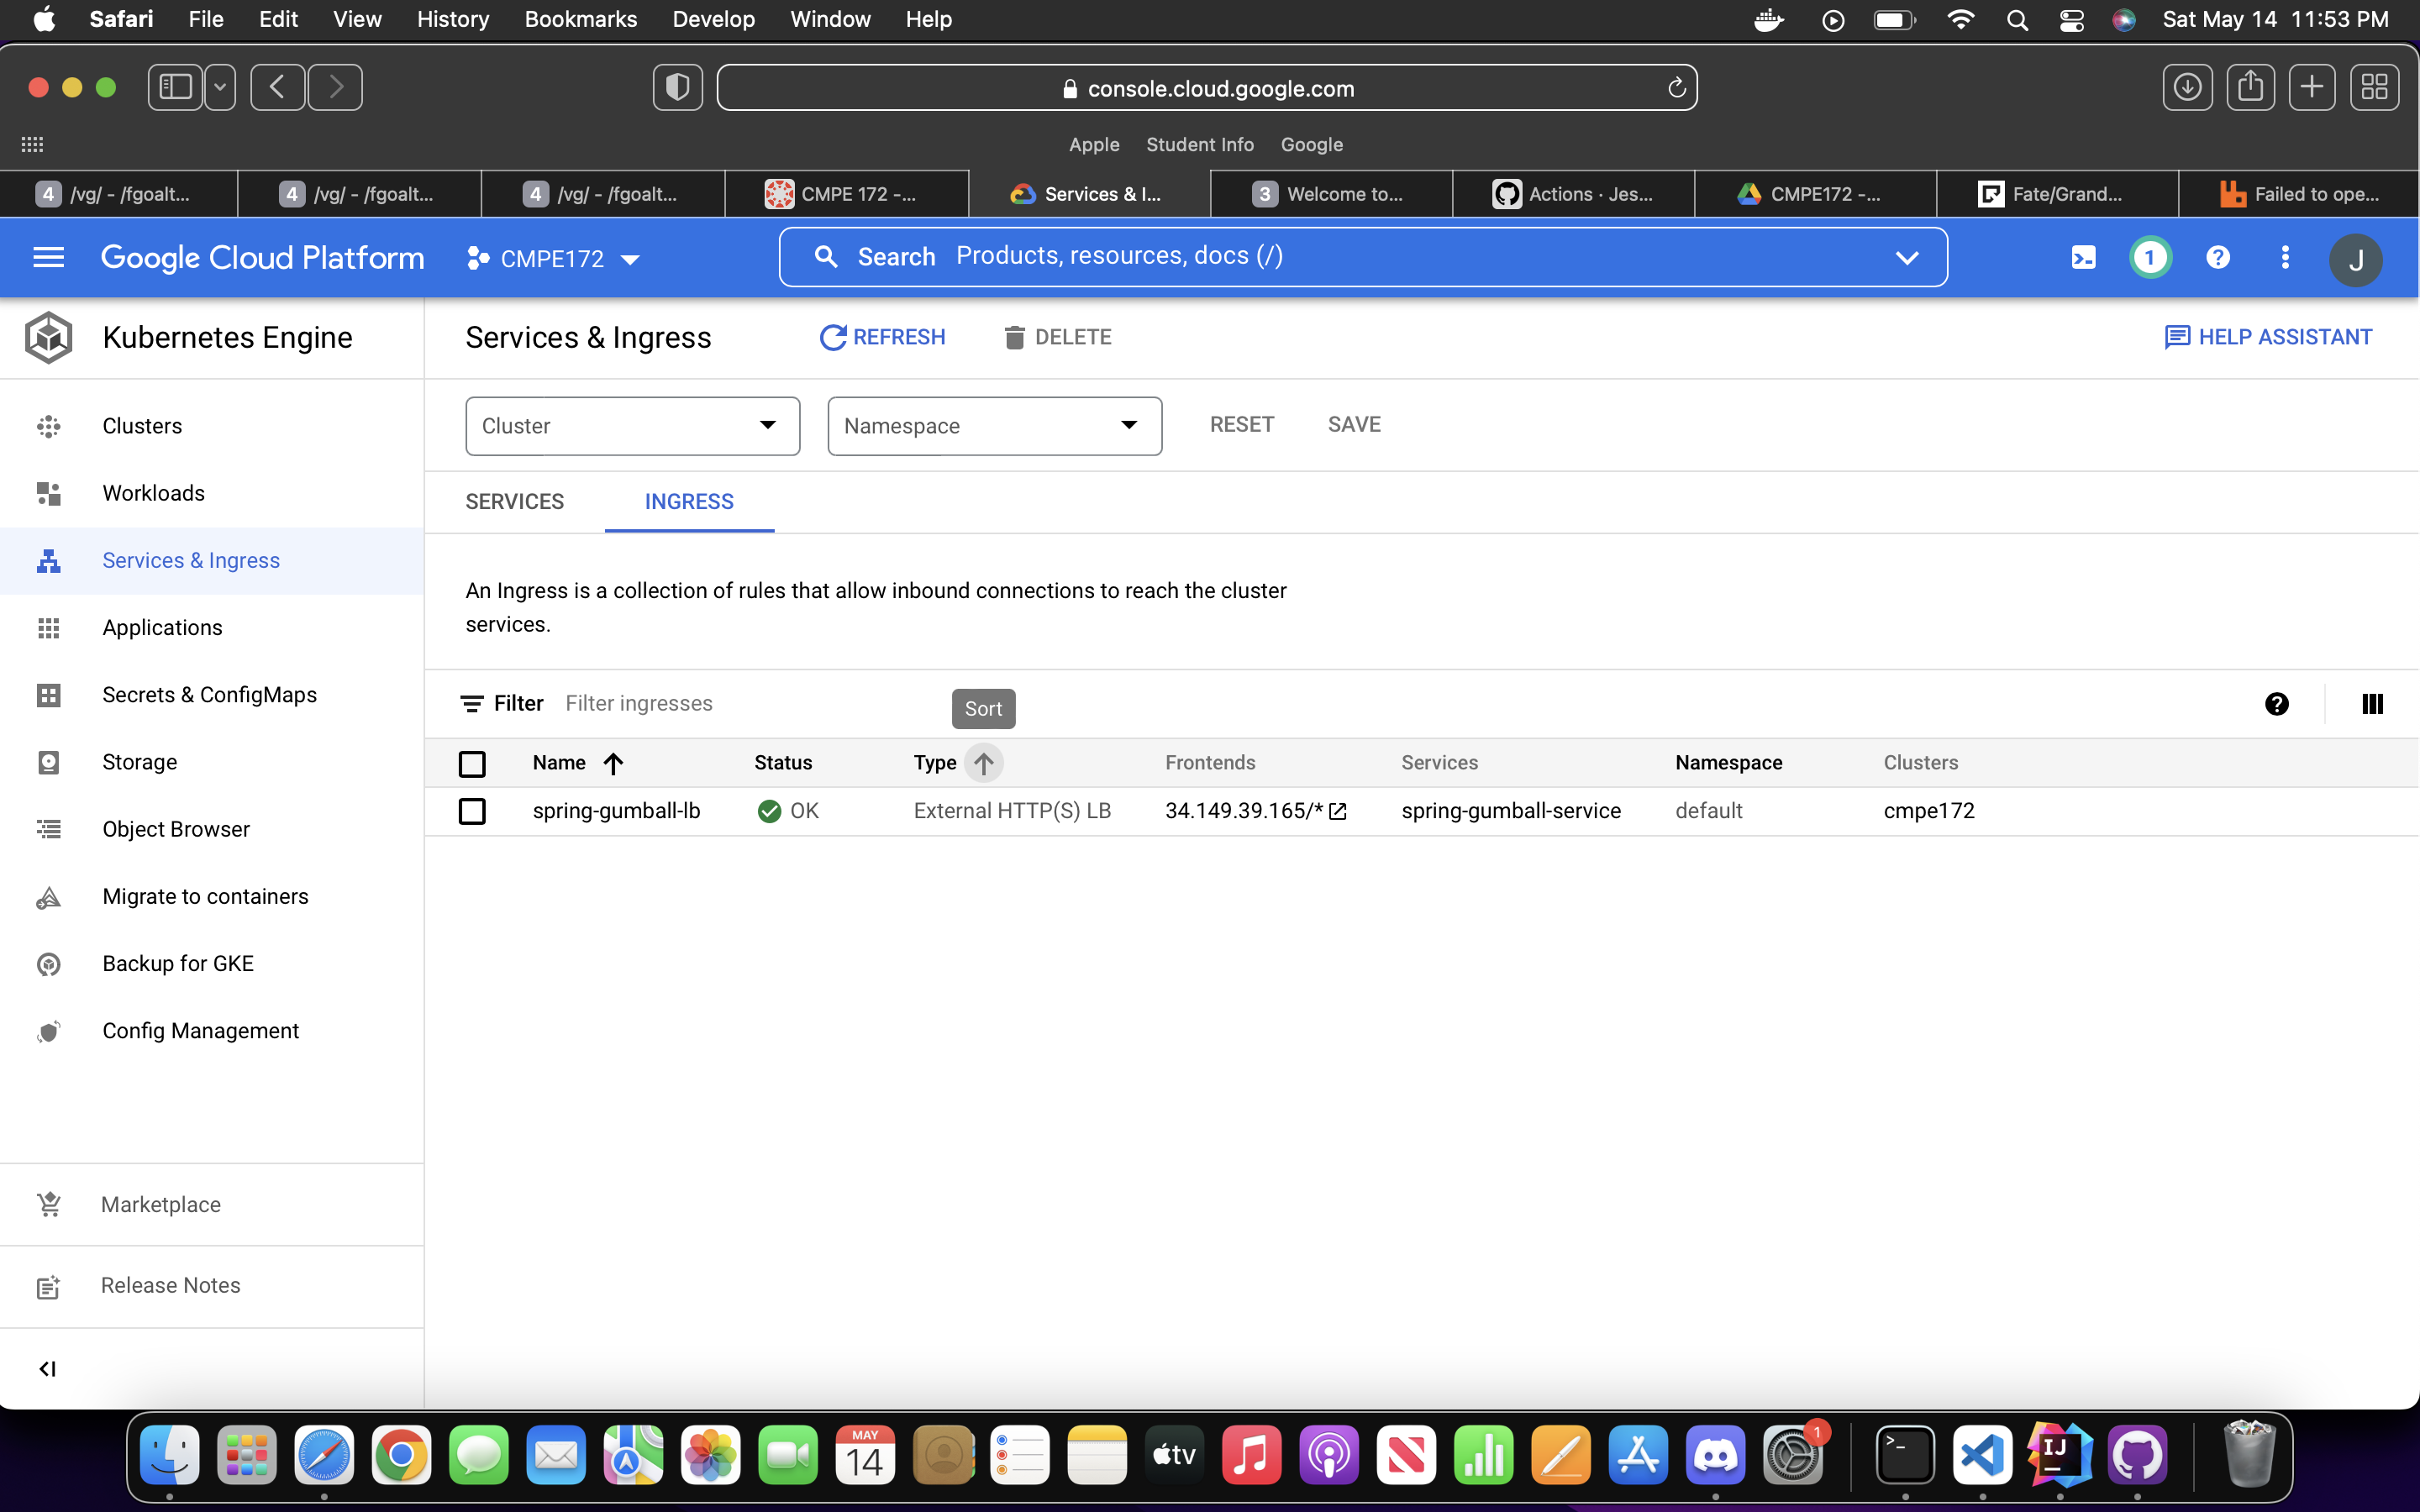 Safari File Edit View History Bookmarks Develop Window Help Sat May 14 11:53 PM
console.cloud.google.com
Apple Student Info Google
4 /vg/ - /fgoalt... 4 /vg/ - /fgoalt... 4 /vg/ - /fgoalt... CMPE 172 -... Services & I... 3 Welcome to... Actions · Jes... CMPE172 -... Fate/Grand... Failed to ope...
Google Cloud Platform CMPE172 Search Products, resources, docs (/) 1 ? J
Kubernetes Engine
Services & Ingress REFRESH DELETE HELP ASSISTANT
Clusters
Workloads
Services & Ingress
Applications
Secrets & ConfigMaps
Storage
Object Browser
Migrate to containers
Backup for GKE
Config Management
Marketplace
Release Notes
Cluster Namespace RESET SAVE
SERVICES INGRESS
An Ingress is a collection of rules that allow inbound connections to reach the cluster
services.
Filter Filter ingresses Sort ?
Name Status Type Frontends Services Namespace Clusters
spring-gumball-lb OK External HTTP(S) LB 34.149.39.165/* spring-gumball-service default cmpe172
MAY
14
tv
1
>_
IJ